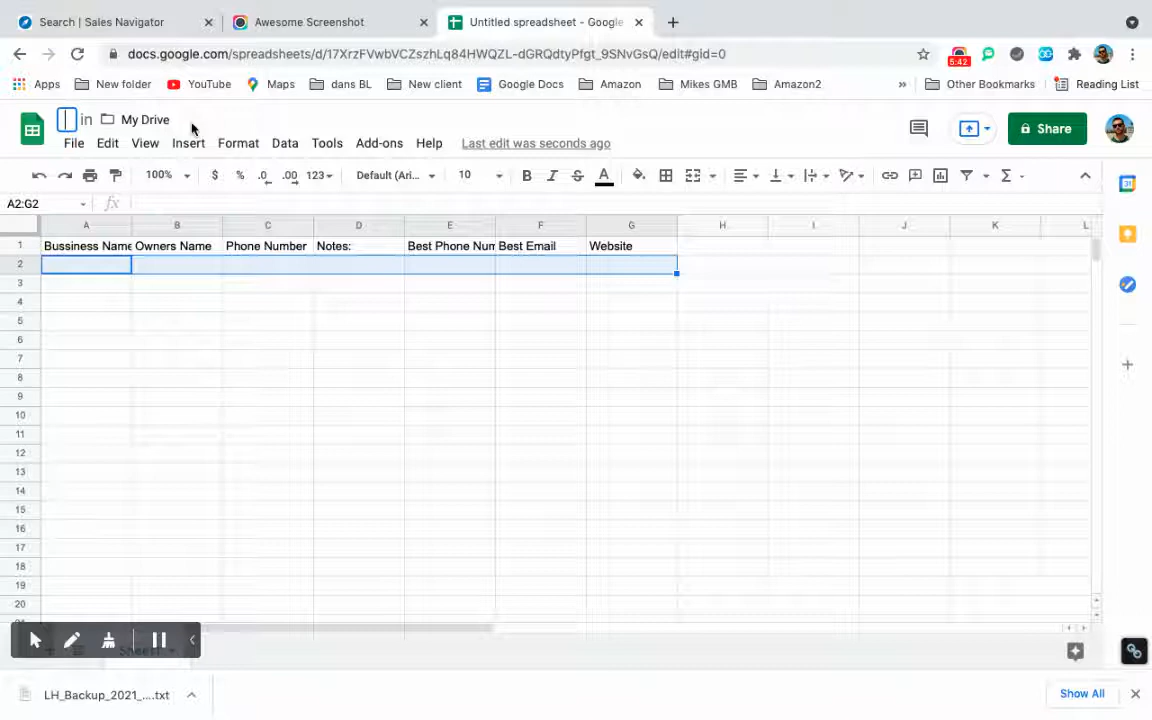 Search | Sales Navigator
Awesome Screenshot
Untitled spreadsheet - Google
docs.google.com/spreadsheets/d/17XrzFVwbVCZszhLq84HWQZL-dGRQdtyPfgt_9SNvGsQ/edit#gid=0
5:42
Apps New folder YouTube Maps dans BL New client Google Docs Amazon Mikes GMB Amazon2 » Other Bookmarks Reading List
in My Drive
Share
File Edit View Insert Format Data Tools Add-ons Help Last edit was seconds ago
100% $ % .0 .00 123 Default (Ari... 10 B I S A
A2:G2 fx
A B C D E F G H I J K L
1 Bussiness Name Owners Name Phone Number Notes: Best Phone Num Best Email Website
2
3
4
5
6
7
8
9
10
11
12
13
14
15
16
17
18
19
20
Sheet1
LH_Backup_2021_....txt
Show All